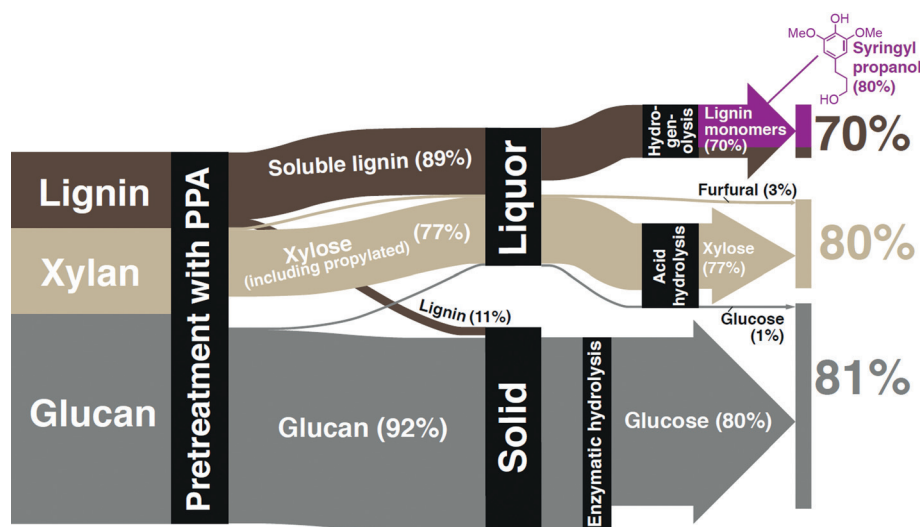 OH
MeO
OMe
HO
Syringyl
propanol
(80%)
Lignin
Xylan
Glucan
Pretreatment with PPA
Soluble lignin (89%)
Xylose
(including propylated)
(77%)
Lignin (11%)
Glucan (92%)
Liquor
Solid
Hydro-
gen-
olysis
Lignin
monomers
(70%)
70%
Furfural (3%)
Acid
hydrolysis
Xylose
(77%)
80%
Glucose
(1%)
Enzymatic hydrolysis
Glucose (80%)
81%